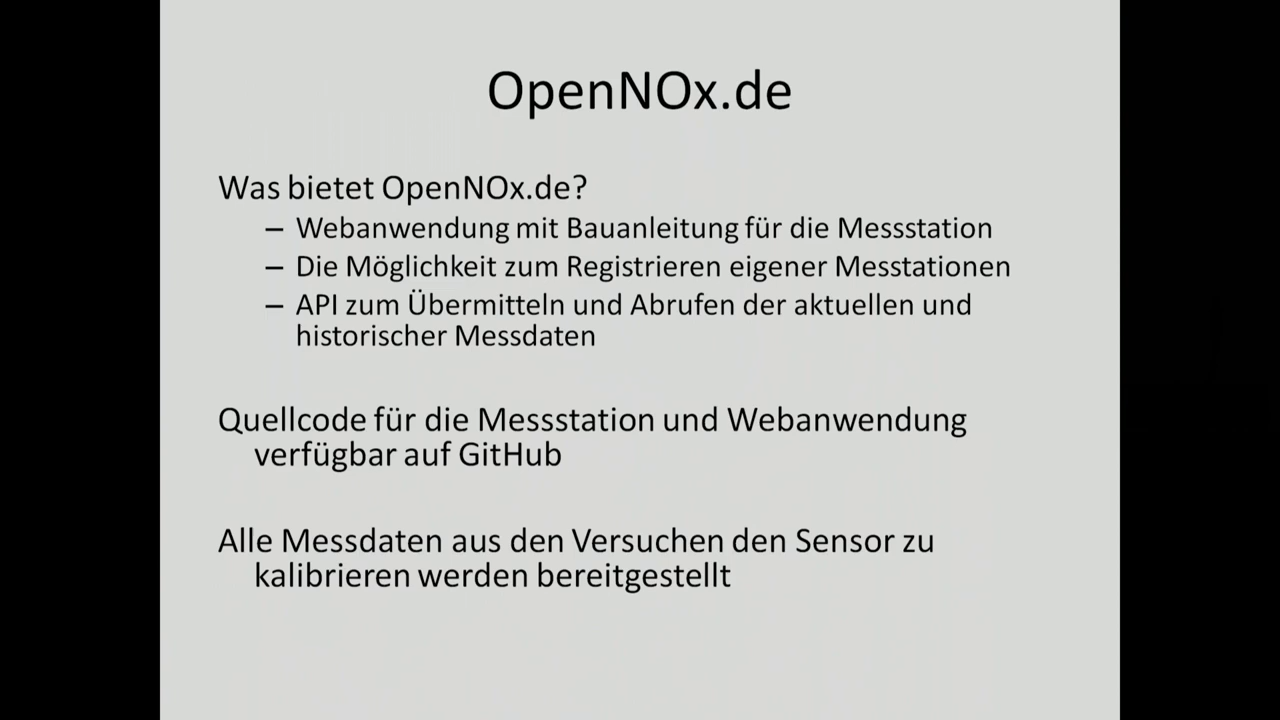 OpenNOx.de
Was bietet OpenNOx.de?
– Webanwendung mit Bauanleitung für die Messstation
– Die Möglichkeit zum Registrieren eigener Messtationen
– API zum Übermitteln und Abrufen der aktuellen und
historischer Messdaten
Quellcode für die Messstation und Webanwendung
verfügbar auf GitHub
Alle Messdaten aus den Versuchen den Sensor zu
kalibrieren werden bereitgestellt